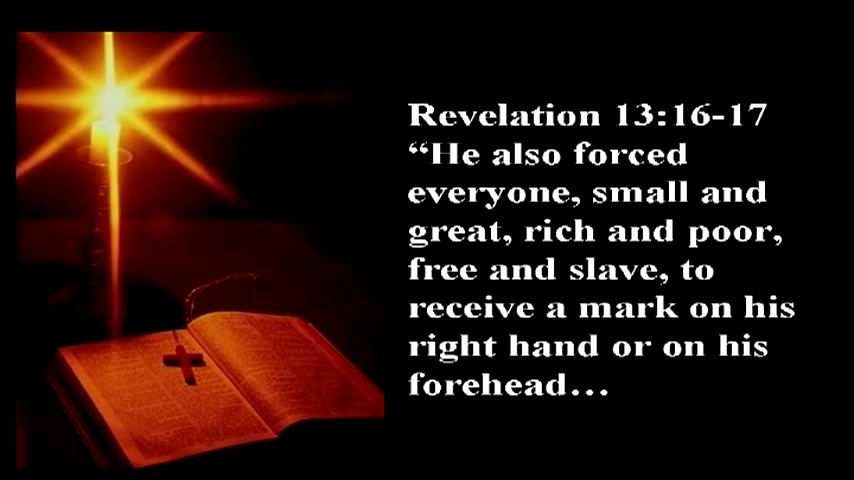 Revelation 13:16-17
“He also forced
everyone, small and
great, rich and poor,
free and slave, to
receive a mark on his
right hand or on his
forehead…